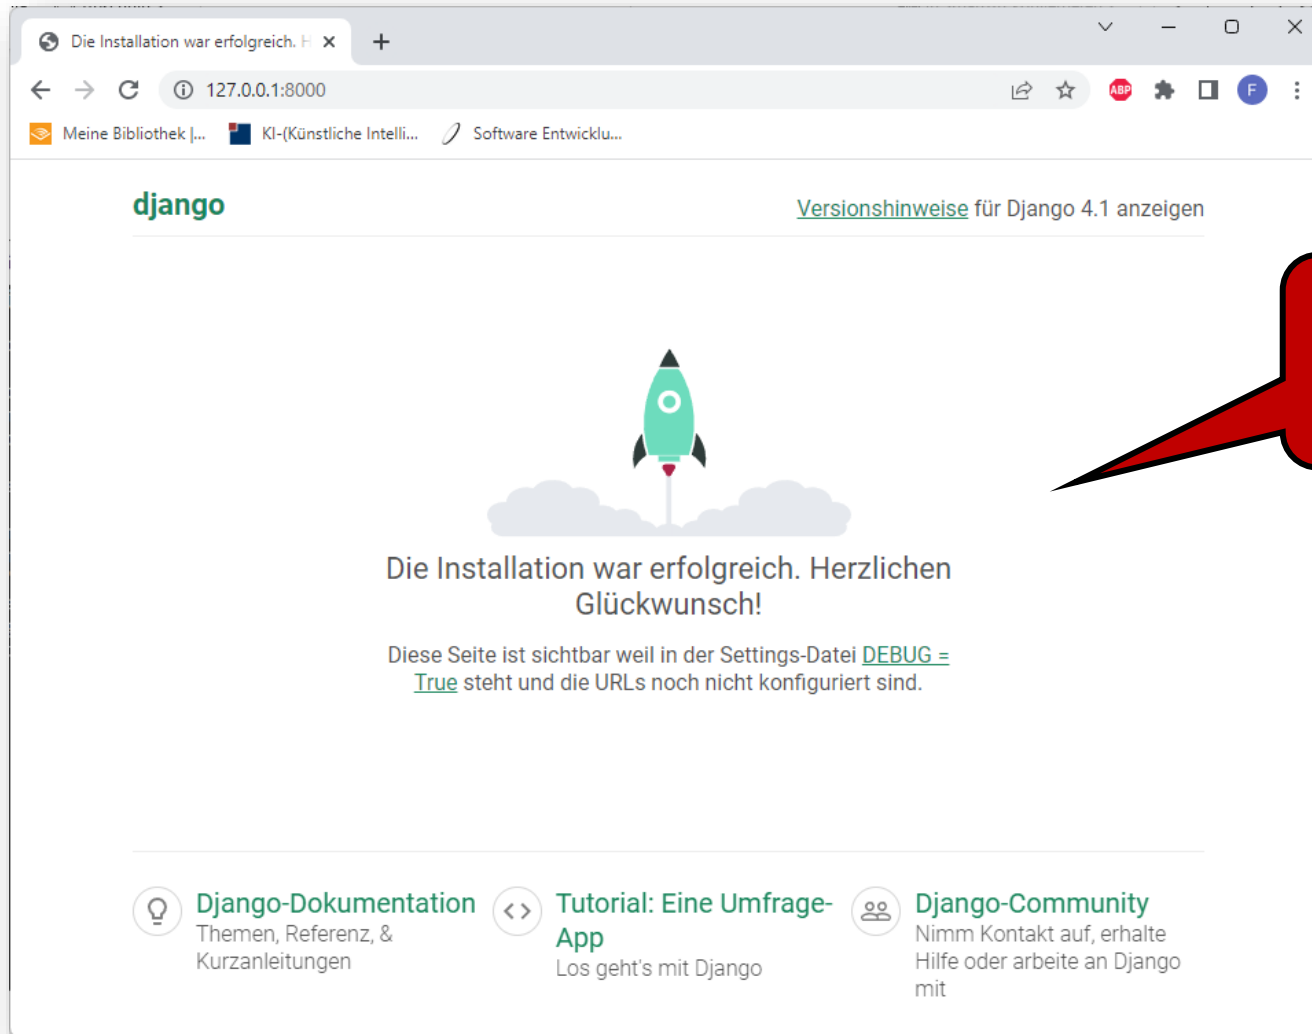 Die Installation war erfolgreich. H
127.0.0.1:8000
ABP
F
Meine Bibliothek |...
KI-(Künstliche Intelli...
Software Entwicklu...
django
Versionshinweise für Django 4.1 anzeigen
Die Installation war erfolgreich. Herzlichen
Glückwunsch!
Diese Seite ist sichtbar weil in der Settings-Datei DEBUG =
True steht und die URLs noch nicht konfiguriert sind.
Django-Dokumentation
Themen, Referenz, &
Kurzanleitungen
Tutorial: Eine Umfrage-
App
Los geht's mit Django
Django-Community
Nimm Kontakt auf, erhalte
Hilfe oder arbeite an Django
mit